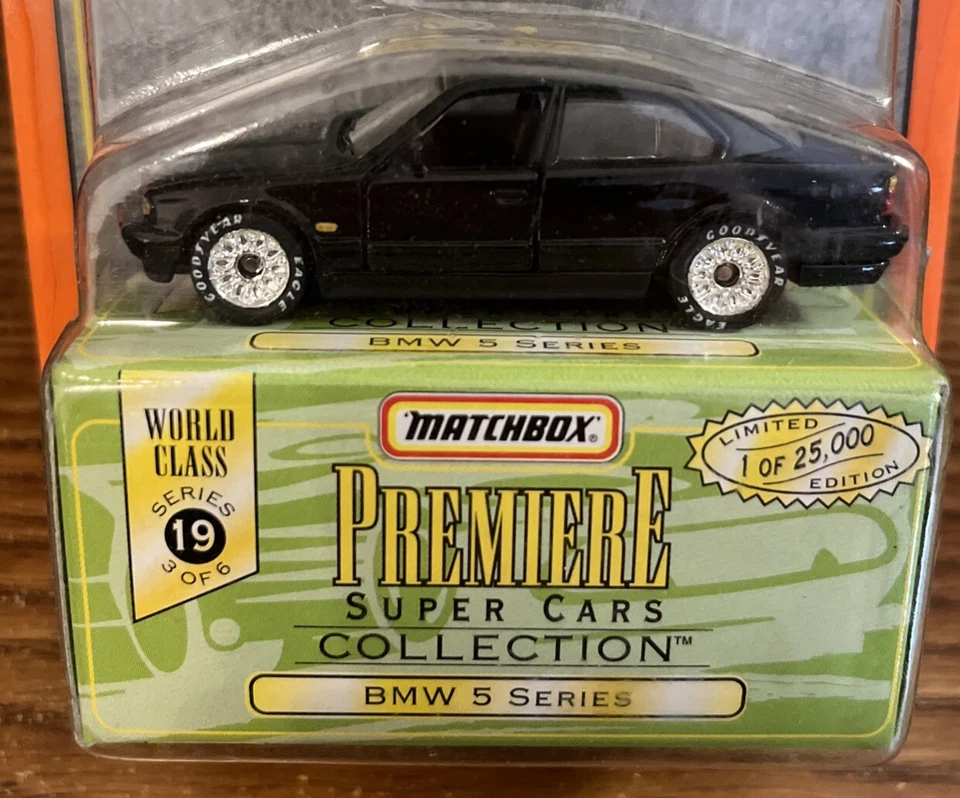 GOODYEAR
EAGLE
GOODYEAR
EAGLE
COLLECTION
BMW 5 SERIES
WORLD
CLASS
SERIES
19
3 OF 6
MATCHBOX®
LIMITED
1 OF 25,000
EDITION
PREMIERE
SUPER CARS
COLLECTION™
BMW 5 SERIES